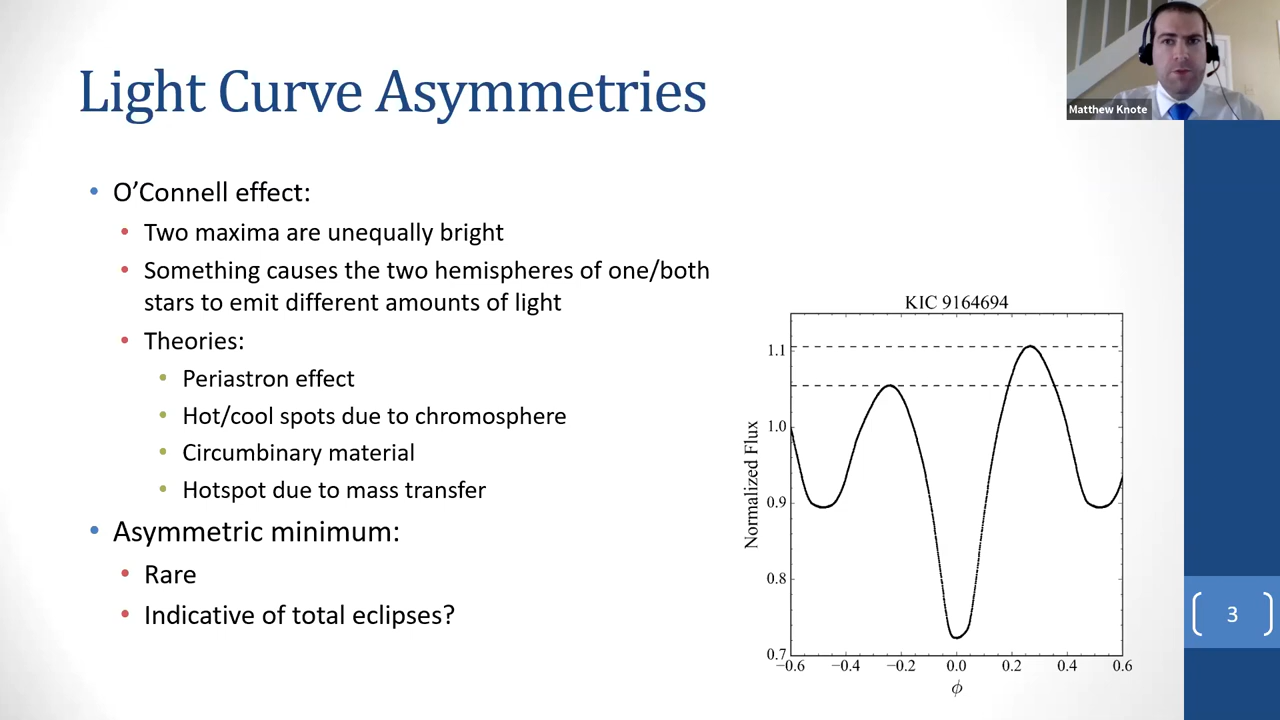 Light Curve Asymmetries
Matthew Knote
• O’Connell effect:
• Two maxima are unequally bright
• Something causes the two hemispheres of one/both
stars to emit different amounts of light
• Theories:
• Periastron effect
• Hot/cool spots due to chromosphere
• Circumbinary material
• Hotspot due to mass transfer
• Asymmetric minimum:
• Rare
• Indicative of total eclipses?
KIC 9164694
1.1
1.0
0.9
0.8
0.7
Normalized Flux
−0.6 −0.4 −0.2 0.0 0.2 0.4 0.6
ϕ
3